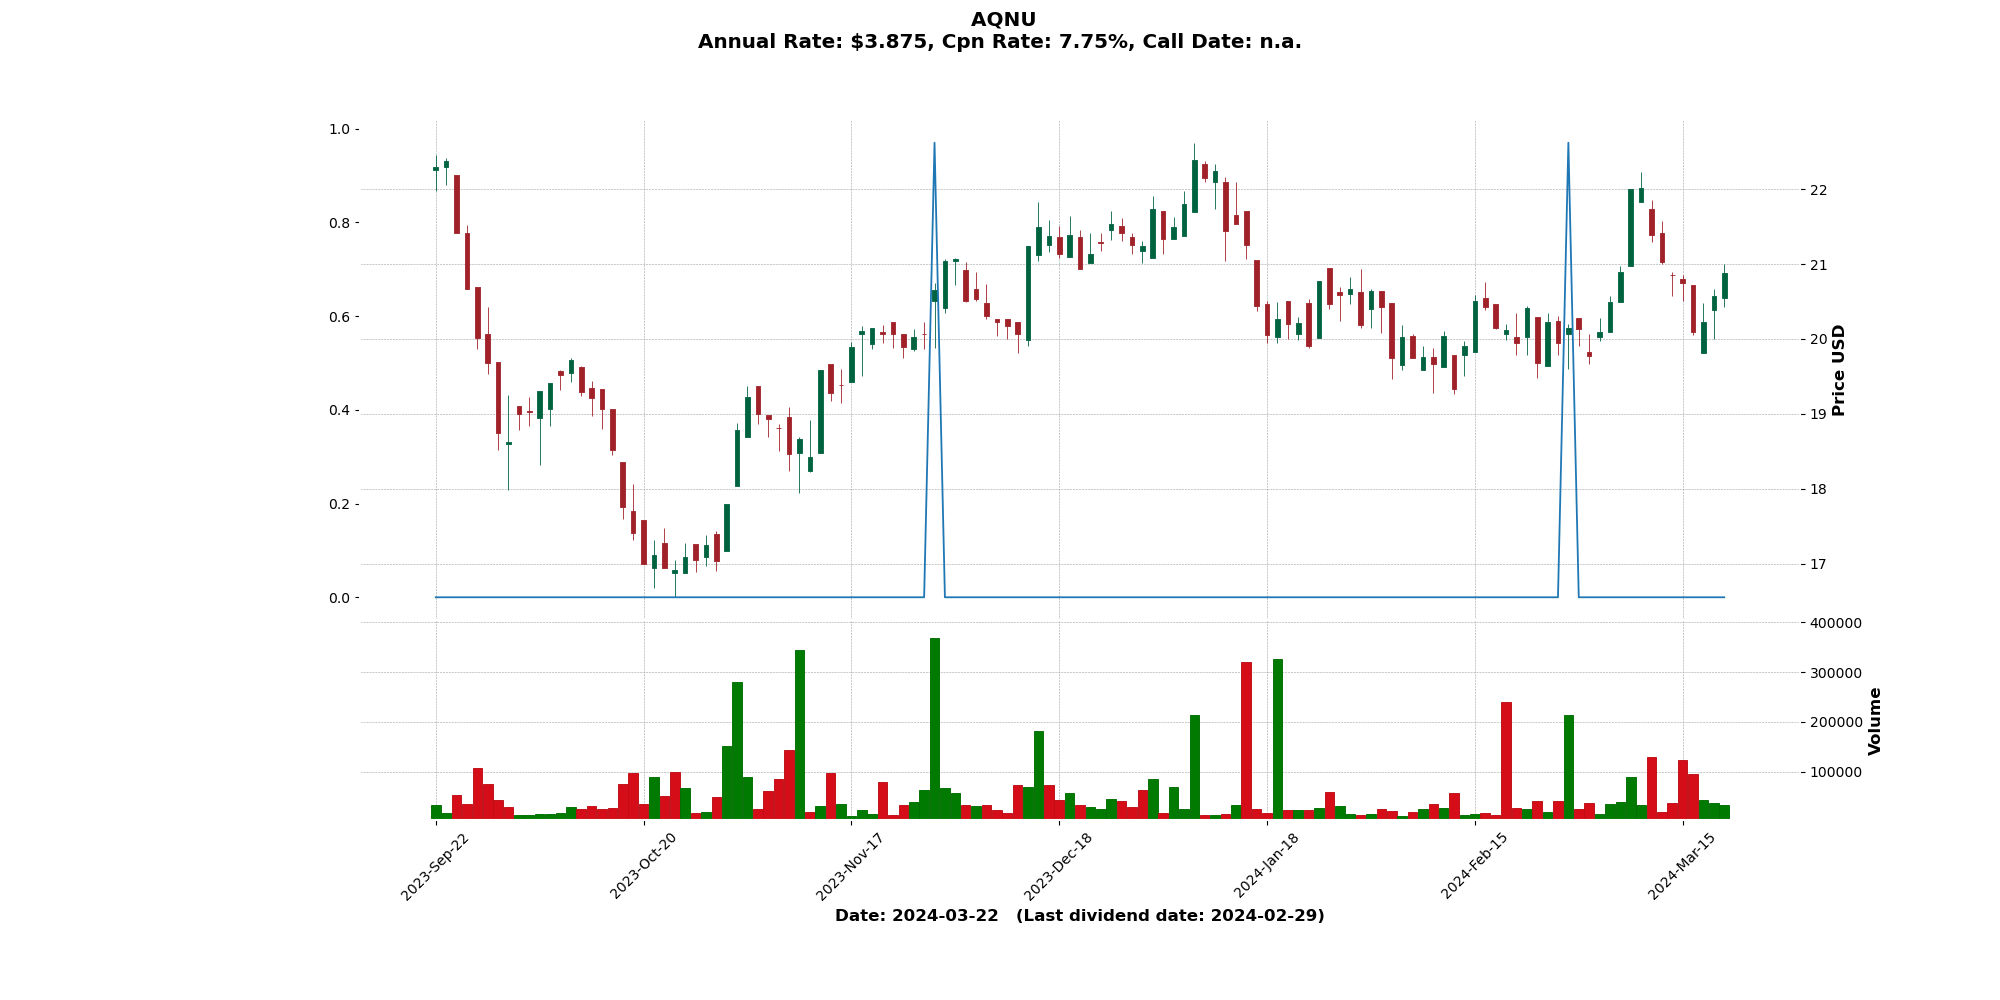 AQNU
Annual Rate: $3.875, Cpn Rate: 7.75%, Call Date: n.a.
1.0
0.8
0.6
0.4
0.2
0.0
22
21
20
19
18
17
Price USD
400000
300000
200000
100000
Volume
2023-Sep-22
2023-Oct-20
2023-Nov-17
2023-Dec-18
2024-Jan-18
2024-Feb-15
2024-Mar-15
Date: 2024-03-22 (Last dividend date: 2024-02-29)